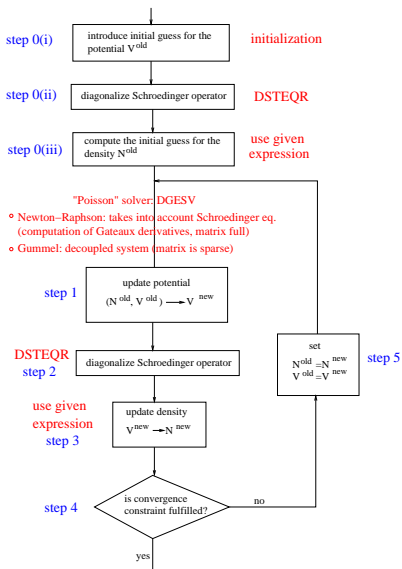 step 0(i)
introduce initial guess for the
potential V^old
initialization
step 0(ii)
diagonalize Schroedinger operator
DSTEQR
step 0(iii)
compute the initial guess for the
density N^old
use given
expression
"Poisson" solver: DGESV
Newton−Raphson: takes into account Schroedinger eq.
(computation of Gateaux derivatives, matrix full)
Gummel: decoupled system (matrix is sparse)
step 1
update potential
(N^old, V^old) → V^new
DSTEQR
step 2
diagonalize Schroedinger operator
set
N^old = N^new
V^old = V^new
step 5
use given
expression
step 3
update density
V^new → N^new
step 4
is convergence
constraint fulfilled?
no
yes